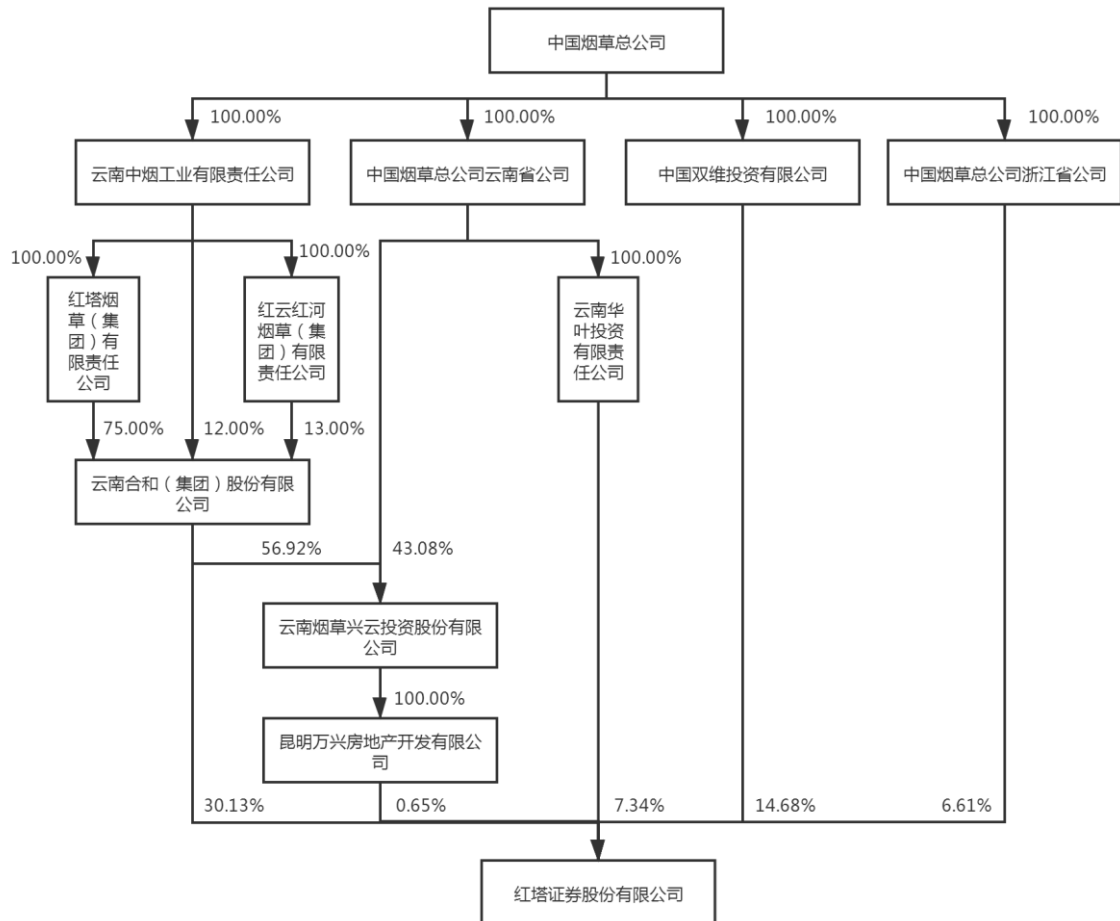 中国烟草总公司
100.00%
100.00%
100.00%
100.00%
云南中烟工业有限责任公司
中国烟草总公司云南省公司
中国双维投资有限公司
中国烟草总公司浙江省公司
100.00%
100.00%
100.00%
红塔烟
草（集
团）有
限责任
公司
红云红河
烟草（集
团）有限
责任公司
云南华
叶投资
有限责
任公司
75.00%
12.00%
13.00%
云南合和（集团）股份有限
公司
56.92%
43.08%
云南烟草兴云投资股份有限
公司
100.00%
昆明万兴房地产开发有限公
司
30.13%
0.65%
7.34%
14.68%
6.61%
红塔证券股份有限公司